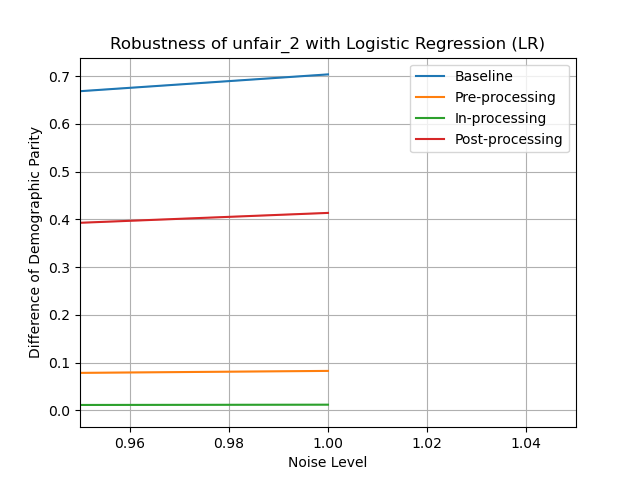 Robustness of unfair_2 with Logistic Regression (LR)
Baseline
Pre-processing
In-processing
Post-processing
Difference of Demographic Parity
0.7
0.6
0.5
0.4
0.3
0.2
0.1
0.0
0.96
0.98
1.00
1.02
1.04
Noise Level